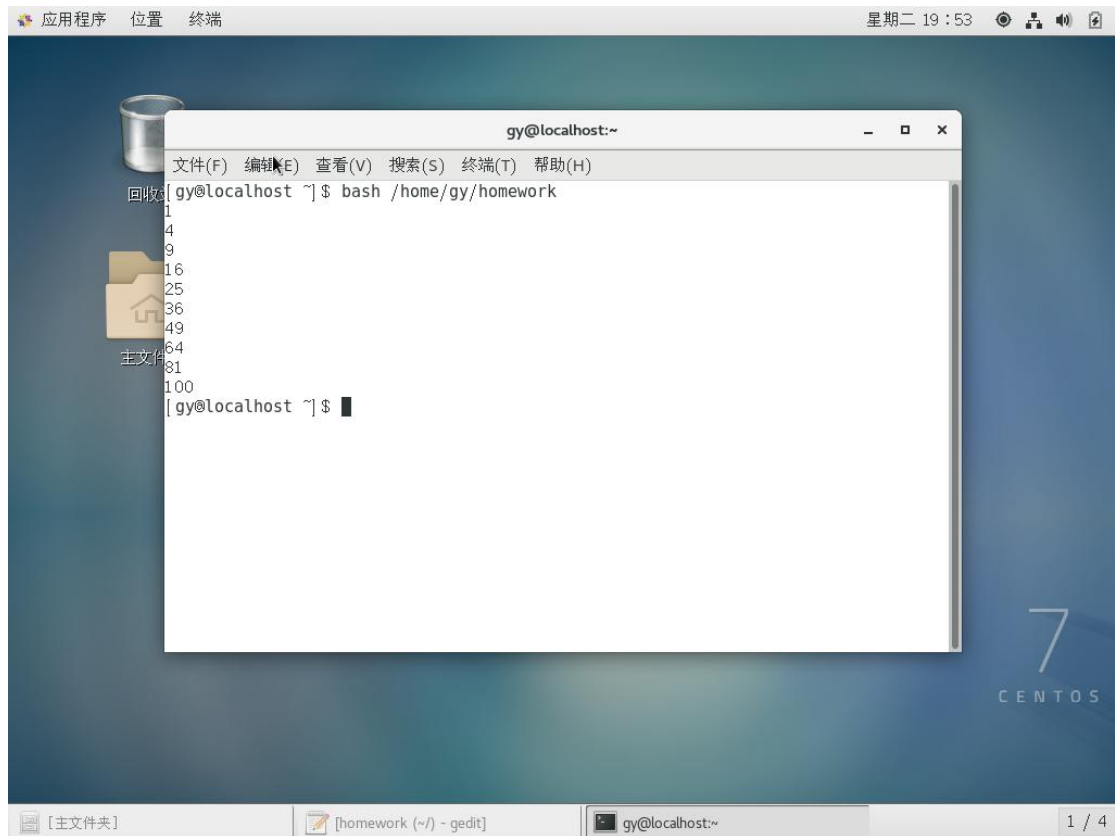 应用程序 位置 终端 星期二 19:53
gy@localhost:~
文件(F) 编辑(E) 查看(V) 搜索(S) 终端(T) 帮助(H)
回收
[gy@localhost ~]$ bash /home/gy/homework
1
4
9
16
25
36
49
64
81
100
[gy@localhost ~]$
主文件
7
CENTOS
[主文件夹] [homework (~/) - gedit] gy@localhost:~ 1 / 4